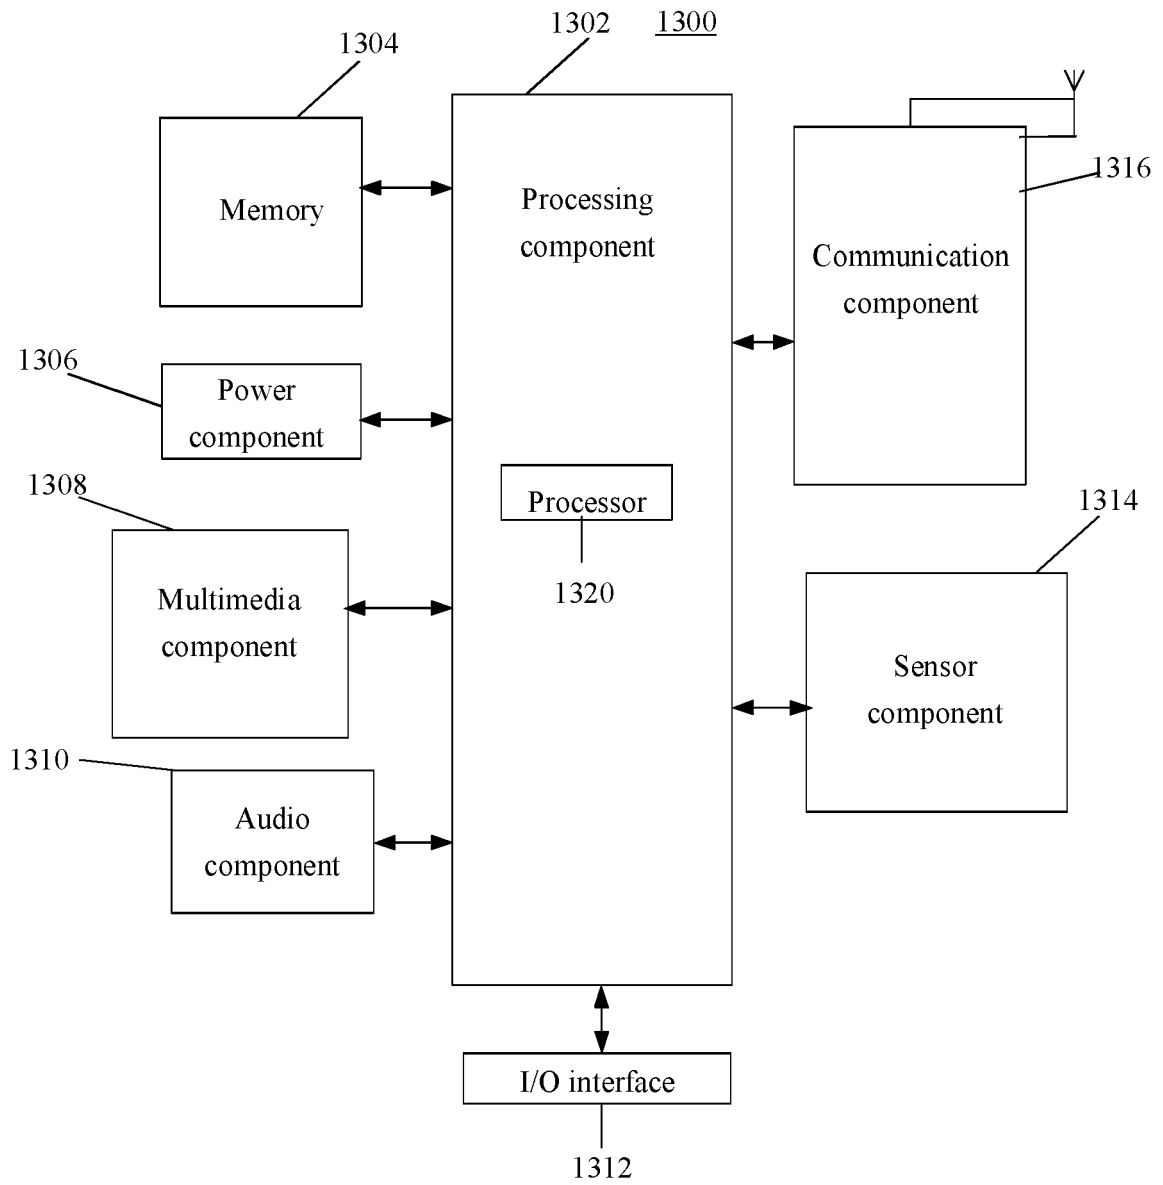 1302
1300
1304
Memory
Processing
component
1316
Communication
component
1306
Power
component
1308
Processor
1320
1314
Multimedia
component
Sensor
component
1310
Audio
component
I/O interface
1312